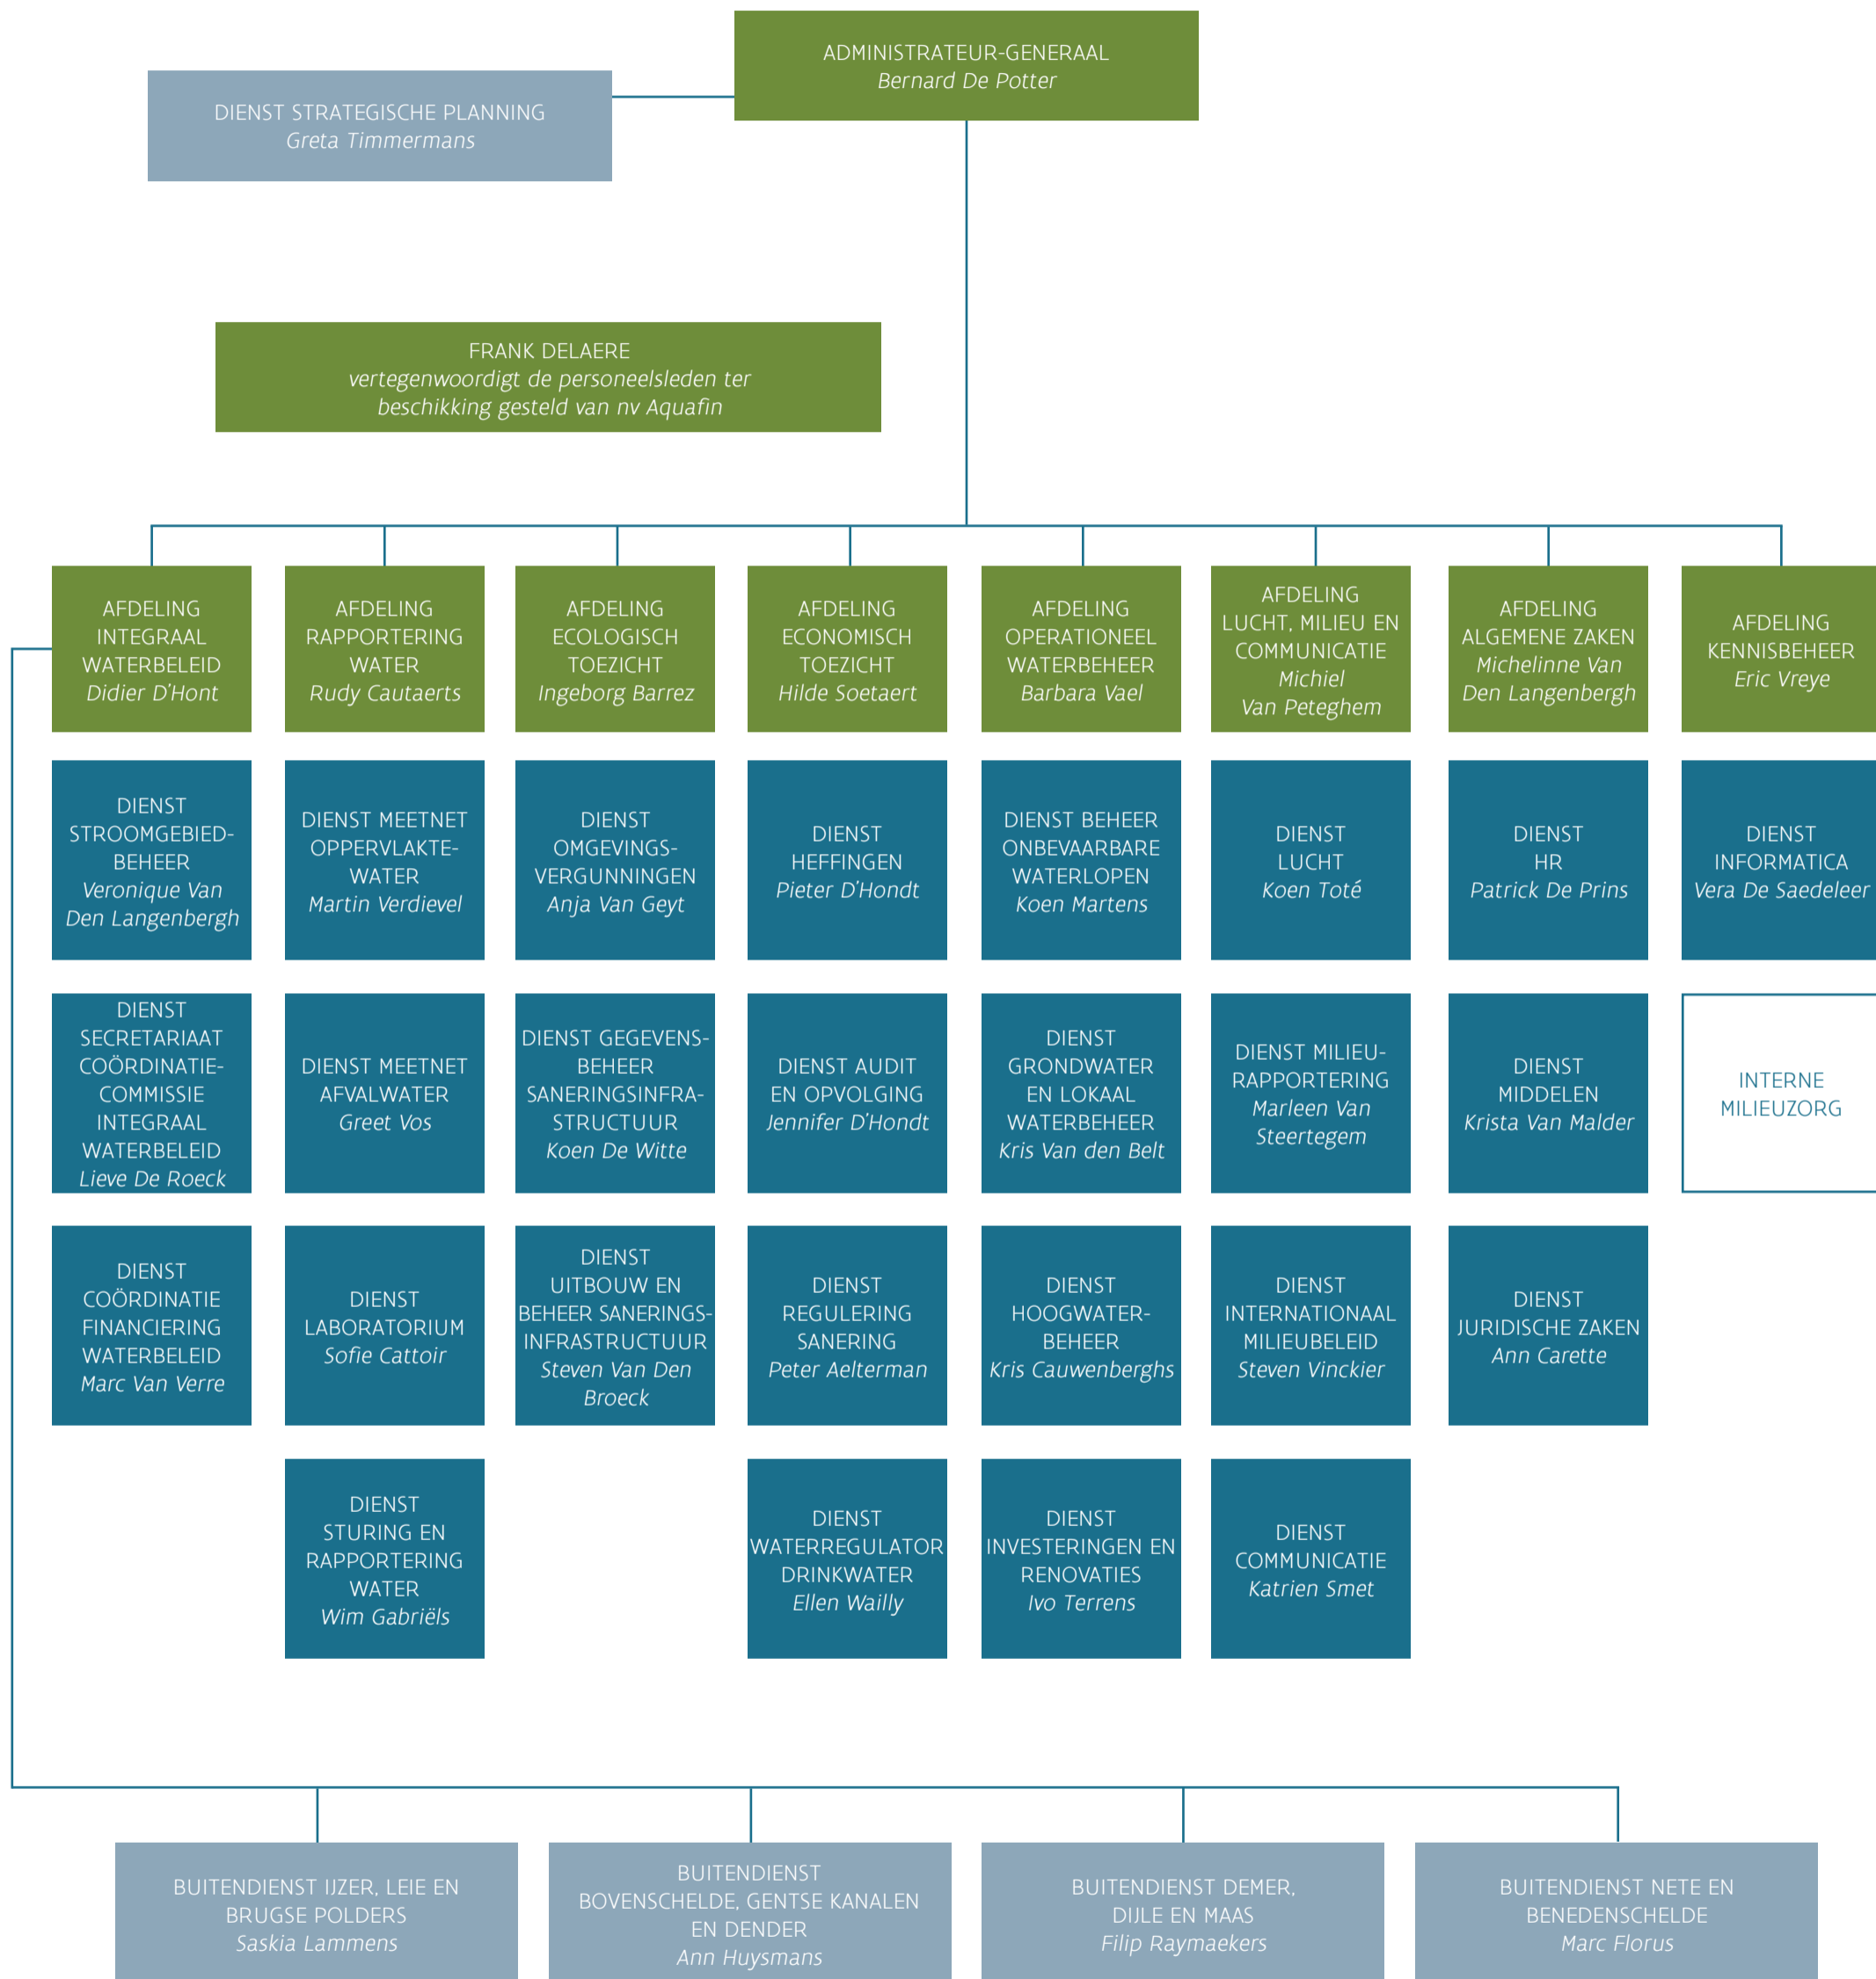 ADMINISTRATEUR-GENERAAL
Bernard De Potter
DIENST STRATEGISCHE PLANNING
Greta Timmermans
FRANK DELAERE
vertegenwoordigt de personeelsleden ter
beschikking gesteld van nv Aquafin
AFDELING
INTEGRAAL
WATERBELEID
Didier D'Hont
AFDELING
RAPPORTERING
WATER
Rudy Cautaerts
AFDELING
ECOLOGISCH
TOEZICHT
Ingeborg Barrez
AFDELING
ECONOMISCH
TOEZICHT
Hilde Soetaert
AFDELING
OPERATIONEEL
WATERBEHEER
Barbara Vael
AFDELING
LUCHT, MILIEU EN
COMMUNICATIE
Michiel
Van Peteghem
AFDELING
ALGEMENE ZAKEN
Michelinne Van
Den Langenbergh
AFDELING
KENNISBEHEER
Eric Vreye
DIENST
STROOMGEBIED-
BEHEER
Veronique Van
Den Langenbergh
DIENST MEETNET
OPPERVLAKTE-
WATER
Martin Verdievel
DIENST
OMGEVINGS-
VERGUNNINGEN
Anja Van Geyt
DIENST
HEFFINGEN
Pieter D'Hondt
DIENST BEHEER
ONBEVAARBARE
WATERLOPEN
Koen Martens
DIENST
LUCHT
Koen Toté
DIENST
HR
Patrick De Prins
DIENST
INFORMATICA
Vera De Saedeleer
DIENST
SECRETARIAAT
COÖRDINATIE-
COMMISSIE
INTEGRAAL
WATERBELEID
Lieve De Roeck
DIENST MEETNET
AFVALWATER
Greet Vos
DIENST GEGEVENS-
BEHEER
SANERINGSINFRA-
STRUCTUUR
Koen De Witte
DIENST AUDIT
EN OPVOLGING
Jennifer D'Hondt
DIENST
GRONDWATER
EN LOKAAL
WATERBEHEER
Kris Van den Belt
DIENST MILIEU-
RAPPORTERING
Marleen Van
Steertegem
DIENST
MIDDELEN
Krista Van Malder
INTERNE
MILIEUZORG
DIENST
COÖRDINATIE
FINANCIERING
WATERBELEID
Marc Van Verre
DIENST
LABORATORIUM
Sofie Cattoir
DIENST
UITBOUW EN
BEHEER SANERINGS-
INFRASTRUCTUUR
Steven Van Den
Broeck
DIENST
REGULERING
SANERING
Peter Aelterman
DIENST
HOOGWATER-
BEHEER
Kris Cauwenberghs
DIENST
INTERNATIONAAL
MILIEUBELEID
Steven Vinckier
DIENST
JURIDISCHE ZAKEN
Ann Carette
DIENST
STURING EN
RAPPORTERING
WATER
Wim Gabriëls
DIENST
WATERREGULATOR
DRINKWATER
Ellen Wailly
DIENST
INVESTERINGEN EN
RENOVATIES
Ivo Terrens
DIENST
COMMUNICATIE
Katrien Smet
BUITENDIENST IJZER, LEIE EN
BRUGSE POLDERS
Saskia Lammens
BUITENDIENST
BOVENSCHELDE, GENTSE KANALEN
EN DENDER
Ann Huysmans
BUITENDIENST DEMER,
DIJLE EN MAAS
Filip Raymaekers
BUITENDIENST NETE EN
BENEDENSCHELDE
Marc Florus